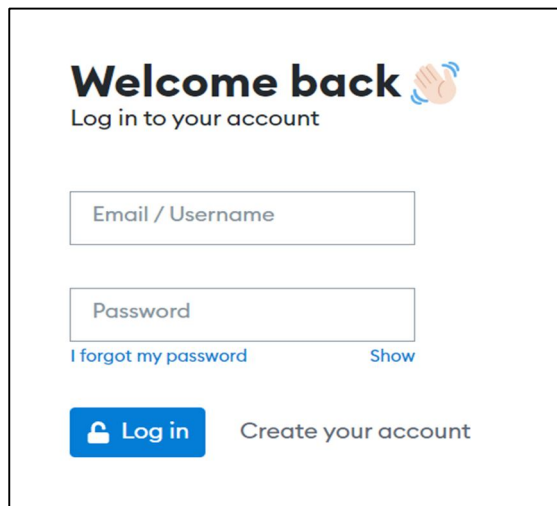 Welcome back 👋🏻
Log in to your account
Email / Username
Password
I forgot my password Show
Log in Create your account